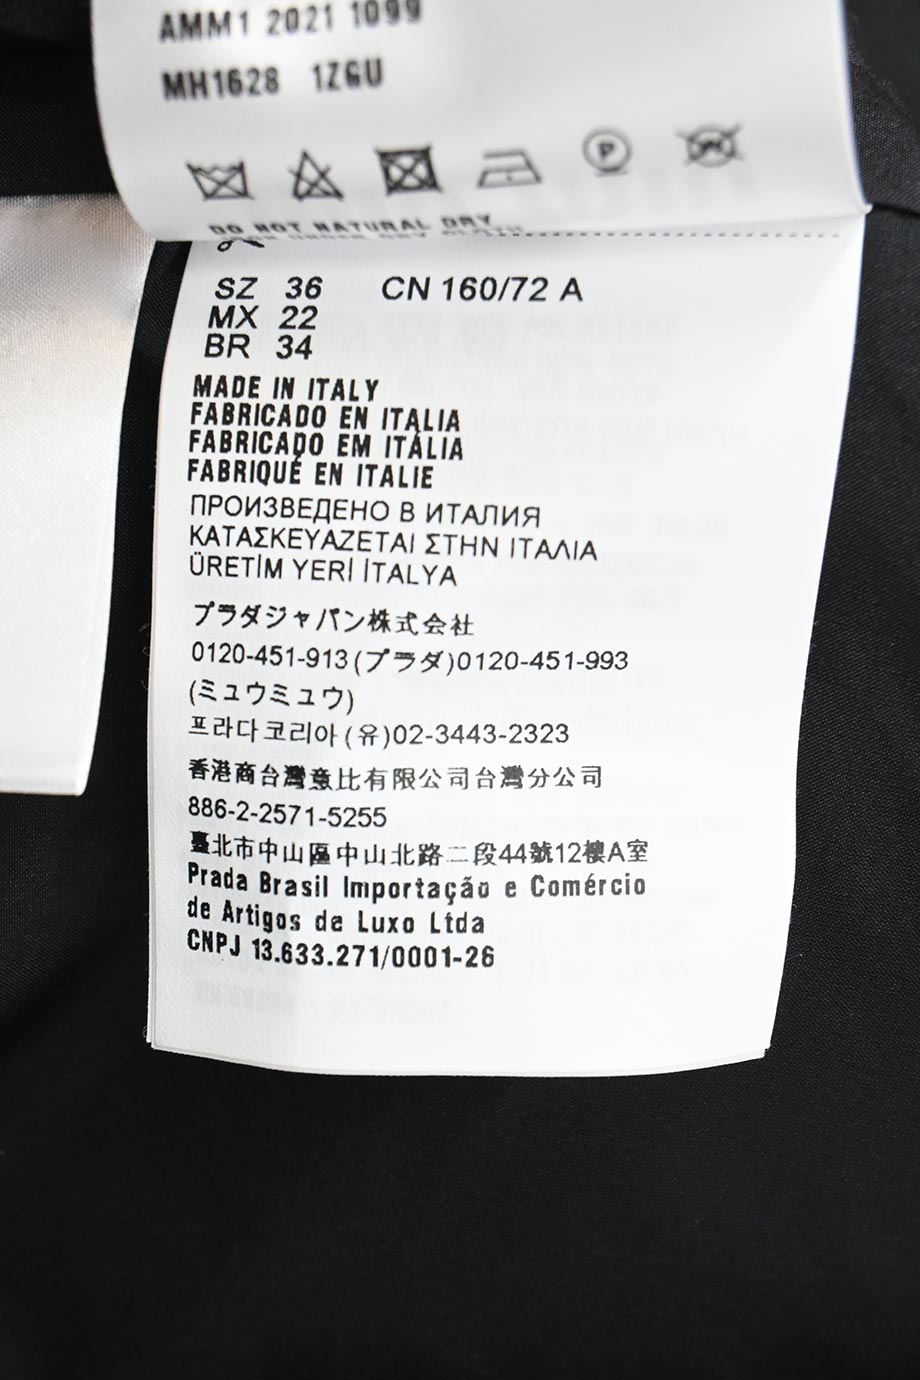 AMM1 2021 1099
MH1628 1ZGU
P
DO NOT NATURAL DRY
SZ 36 CN 160/72 A
MX 22
BR 34
MADE IN ITALY
FABRICADO EN ITALIA
FABRICADO EM ITÁLIA
FABRIQUÉ EN ITALIE
ПРОИЗВЕДЕНО В ИТАЛИЯ
ΚΑΤΑΣΚΕΥΑΖΕΤΑΙ ΣΤΗΝ ΙΤΑΛΙΑ
ÜRETİM YERİ İTALYA
プラダジャパン株式会社
0120-451-913(プラダ)0120-451-993
(ミュウミュウ)
프라다코리아(유)02-3443-2323
香港商台灣意比有限公司台灣分公司
886-2-2571-5255
臺北市中山區中山北路二段44號12樓A室
Prada Brasil Importação e Comércio
de Artigos de Luxo Ltda
CNPJ 13.633.271/0001-26